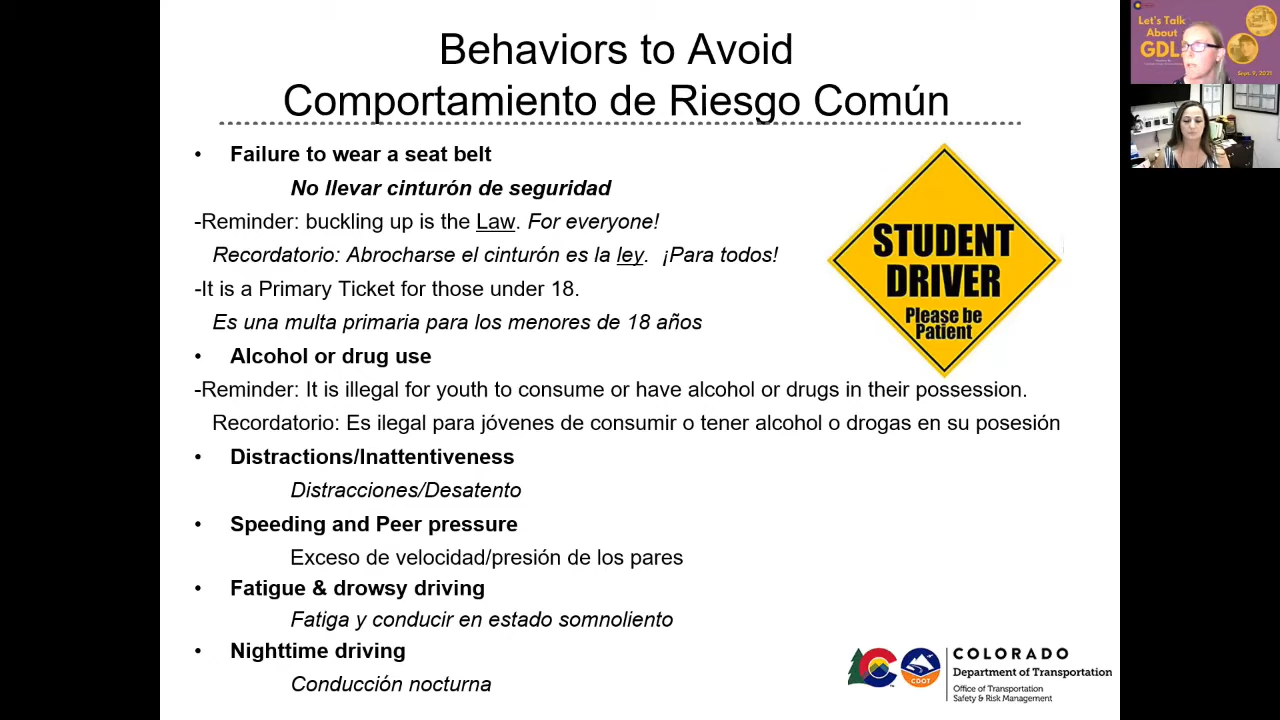 Behaviors to Avoid
Comportamiento de Riesgo Común
• Failure to wear a seat belt
No llevar cinturón de seguridad
-Reminder: buckling up is the Law. For everyone!
Recordatorio: Abrocharse el cinturón es la ley. ¡Para todos!
-It is a Primary Ticket for those under 18.
Es una multa primaria para los menores de 18 años
• Alcohol or drug use
-Reminder: It is illegal for youth to consume or have alcohol or drugs in their possession.
Recordatorio: Es ilegal para jóvenes de consumir o tener alcohol o drogas en su posesión
• Distractions/Inattentiveness
Distracciones/Desatento
• Speeding and Peer pressure
Exceso de velocidad/presión de los pares
• Fatigue & drowsy driving
Fatiga y conducir en estado somnoliento
• Nighttime driving
Conducción nocturna
STUDENT
DRIVER
Please be
Patient
CDOT
COLORADO
Department of Transportation
Office of Transportation
Safety & Risk Management
Let's Talk
About
GDL
Sept. 9, 2021